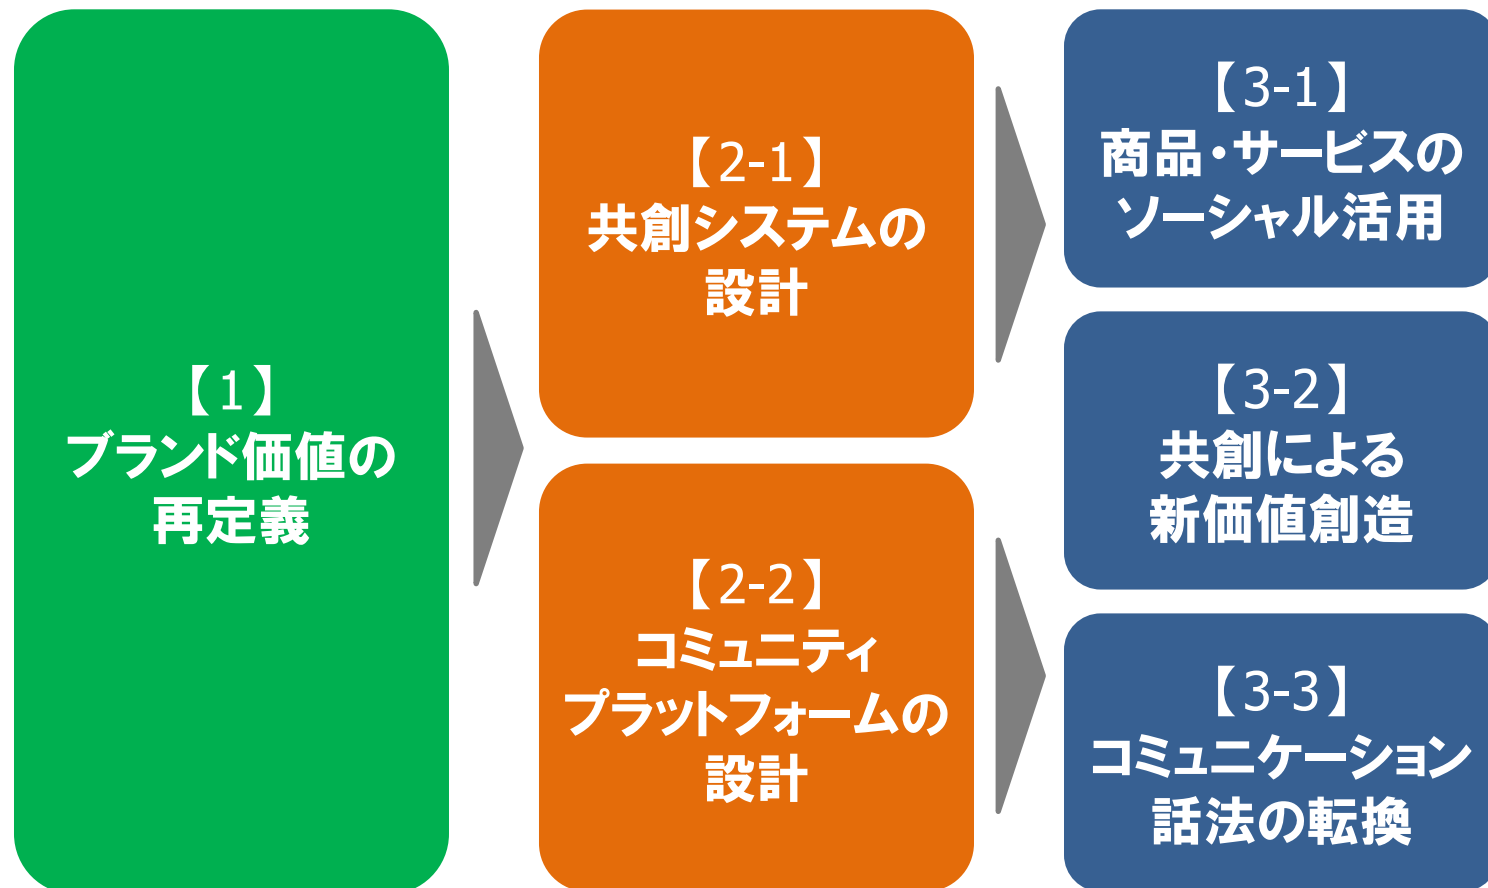 【1】
ブランド価値の
再定義
【2-1】
共創システムの
設計
【2-2】
コミュニティ
プラットフォームの
設計
【3-1】
商品・サービスの
ソーシャル活用
【3-2】
共創による
新価値創造
【3-3】
コミュニケーション
話法の転換